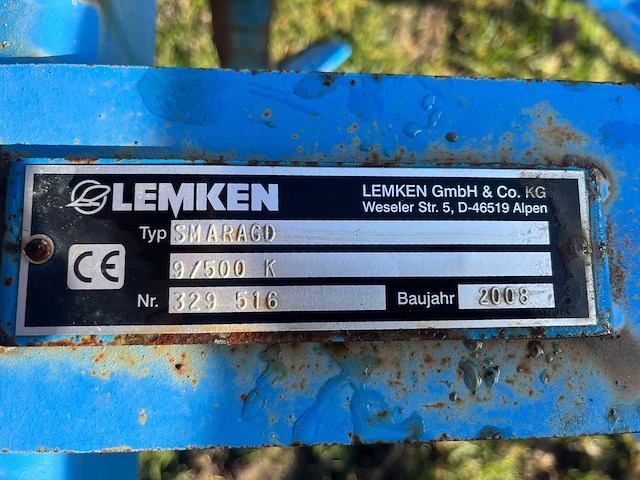 LEMKEN
LEMKEN GmbH & Co. KG
Weseler Str. 5, D-46519 Alpen
Typ SMARAGD
9/500 K
CE
Nr. 329 516 Baujahr 2008